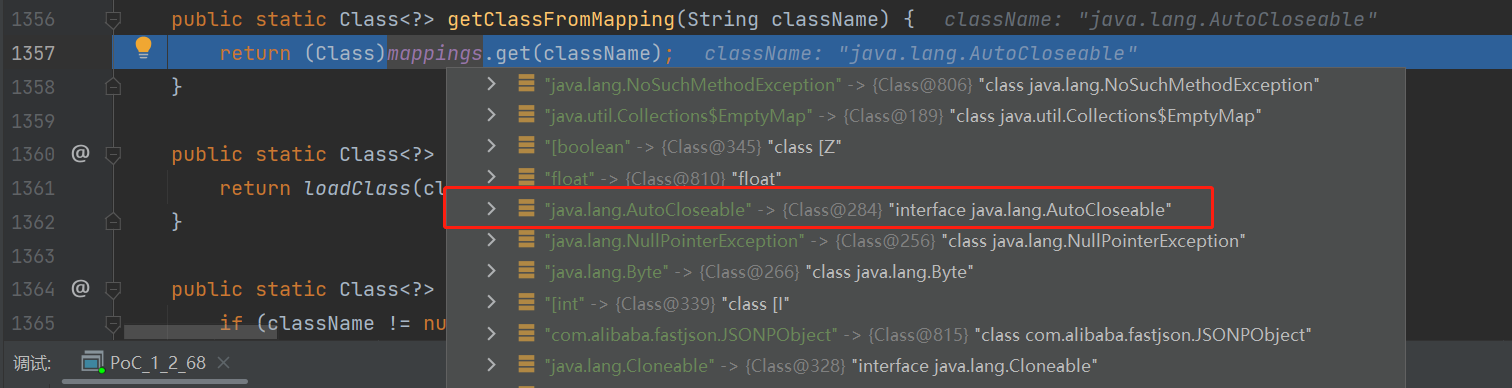 1356 public static Class<?> getClassFromMapping(String className) { className: "java.lang.AutoCloseable"
1357 return (Class)mappings.get(className); className: "java.lang.AutoCloseable"
"java.lang.NoSuchMethodException" -> {Class@806} "class java.lang.NoSuchMethodException"
1358 }
"java.util.Collections$EmptyMap" -> {Class@189} "class java.util.Collections$EmptyMap"
1359
"[boolean" -> {Class@345} "class [Z"
1360 @ public static Class<?>
"float" -> {Class@810} "float"
1361 return loadClass(cl
"java.lang.AutoCloseable" -> {Class@284} "interface java.lang.AutoCloseable"
1362 }
"java.lang.NullPointerException" -> {Class@256} "class java.lang.NullPointerException"
1363
"java.lang.Byte" -> {Class@266} "class java.lang.Byte"
1364 @ public static Class<?>
"[int" -> {Class@339} "class [I"
1365 if (className != nu
"com.alibaba.fastjson.JSONPObject" -> {Class@815} "class com.alibaba.fastjson.JSONPObject"
调试: PoC_1_2_68
"java.lang.Cloneable" -> {Class@328} "interface java.lang.Cloneable"